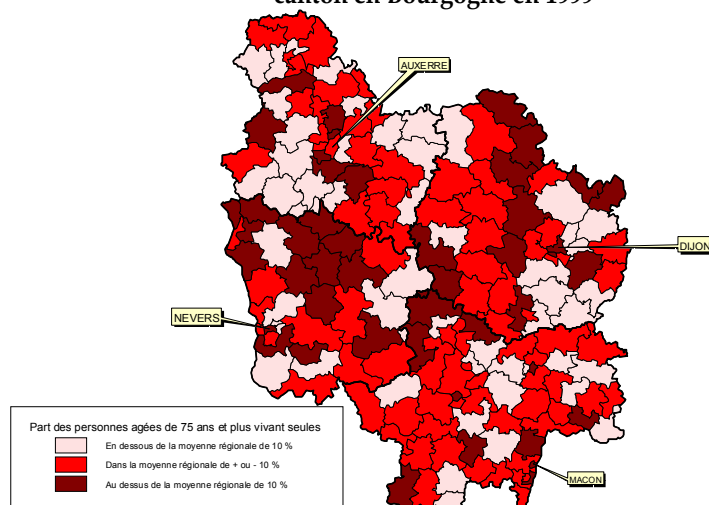 canton en Bourgogne en 1999
AUXERRE
DIJON
NEVERS
Part des personnes agées de 75 ans et plus vivant seules
En dessous de la moyenne régionale de 10 %
Dans la moyenne régionale de + ou - 10 %
Au dessus de la moyenne régionale de 10 %
MACON